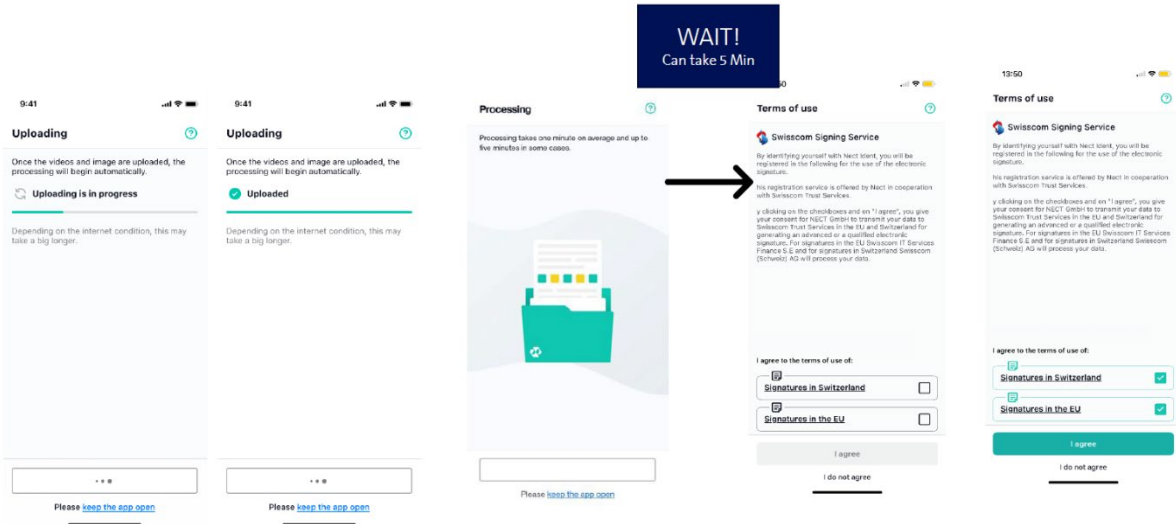 WAIT!
Can take 5 Min
9:41
Uploading
Once the videos and image are uploaded, the
processing will begin automatically.
Uploading is in progress
Depending on the internet condition, this may
take a big longer.
Please keep the app open
9:41
Uploading
Once the videos and image are uploaded, the
processing will begin automatically.
Uploaded
Depending on the internet condition, this may
take a big longer.
Please keep the app open
Processing
Processing takes one minute on average and up to
five minutes in some cases.
Please keep the app open
50
Terms of use
Swisscom Signing Service
By identifying yourself with Nect Ident, you will be
registered in the following for the use of the electronic
signature.
his registration service is offered by Nect in cooperation
with Swisscom Trust Services.
y clicking on the checkboxes and on "I agree", you give
your consent for NECT GmbH to transmit your data to
Swisscom Trust Services in the EU and Switzerland for
generating an advanced or a qualified electronic
signature. For signatures in the EU Swisscom IT Services
Finance S.E and for signatures in Switzerland Swisscom
(Schweiz) AG will process your data.
I agree to the terms of use of:
Signatures in Switzerland
Signatures in the EU
I agree
I do not agree
13:50
Terms of use
Swisscom Signing Service
By identifying yourself with Nect Ident, you will be
registered in the following for the use of the electronic
signature.
his registration service is offered by Nect in cooperation
with Swisscom Trust Services.
y clicking on the checkboxes and on "I agree", you give
your consent for NECT GmbH to transmit your data to
Swisscom Trust Services in the EU and Switzerland for
generating an advanced or a qualified electronic
signature. For signatures in the EU Swisscom IT Services
Finance S.E and for signatures in Switzerland Swisscom
(Schweiz) AG will process your data.
I agree to the terms of use of:
Signatures in Switzerland
Signatures in the EU
I agree
I do not agree